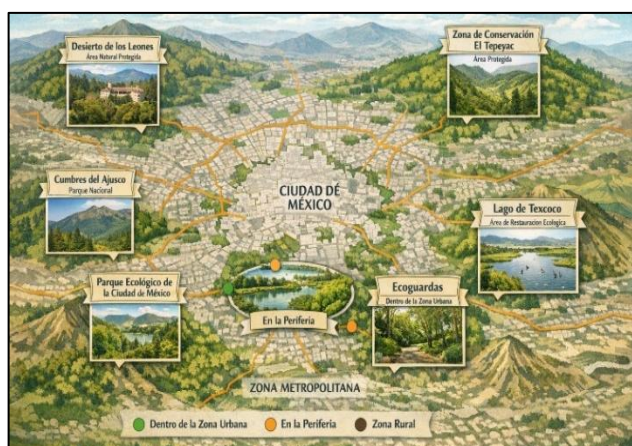 Desierto de los Leones
Área Natural Protegida
Zona de Conservación
El Tepeyac
Área Protegida
Cumbres del Ajusco
Parque Nacional
CIUDAD DÉ
MÉXICO
Lago de Texcoco
Área de Restauración Ecológica
Parque Ecológico de
la Ciudad de México
En la Periferia
Ecoguardas
Dentro de la Zona Urbana
ZONA METROPOLITANA
Dentro de la Zona Urbana
En la Periferia
Zona Rural